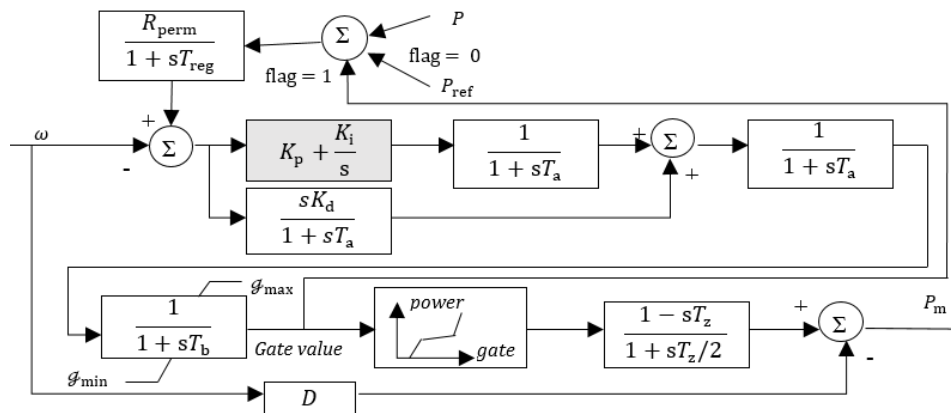 R_perm / 1 + sT_reg
Σ
P
flag = 0
flag = 1
P_ref
ω
+
-
Σ
K_p + K_i / s
1 / 1 + sT_a
+
Σ
+
1 / 1 + sT_a
sK_d / 1 + sT_a
ℊ_max
1 / 1 + sT_b
ℊ_min
Gate value
power
gate
1 − sT_z / 1 + sT_z/2
+
Σ
-
P_m
D